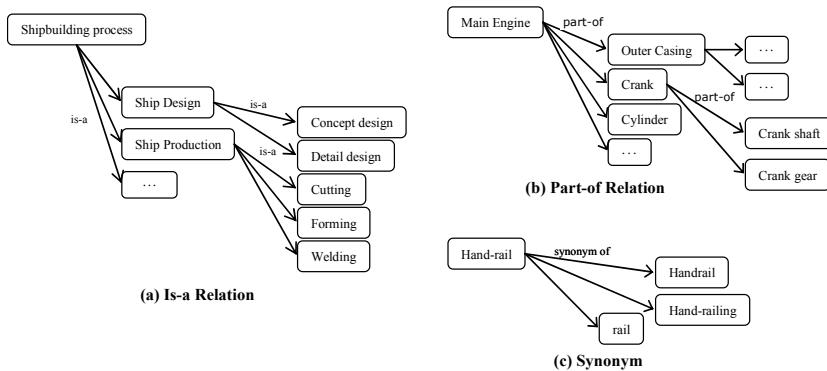 Shipbuilding process
is-a
Ship Design
is-a
Concept design
Detail design
Ship Production
is-a
Cutting
...
Forming
Welding
(a) Is-a Relation
Main Engine
part-of
Outer Casing
...
...
Crank
part-of
Cylinder
Crank shaft
...
Crank gear
(b) Part-of Relation
Hand-rail
synonym of
Handrail
Hand-railing
rail
(c) Synonym